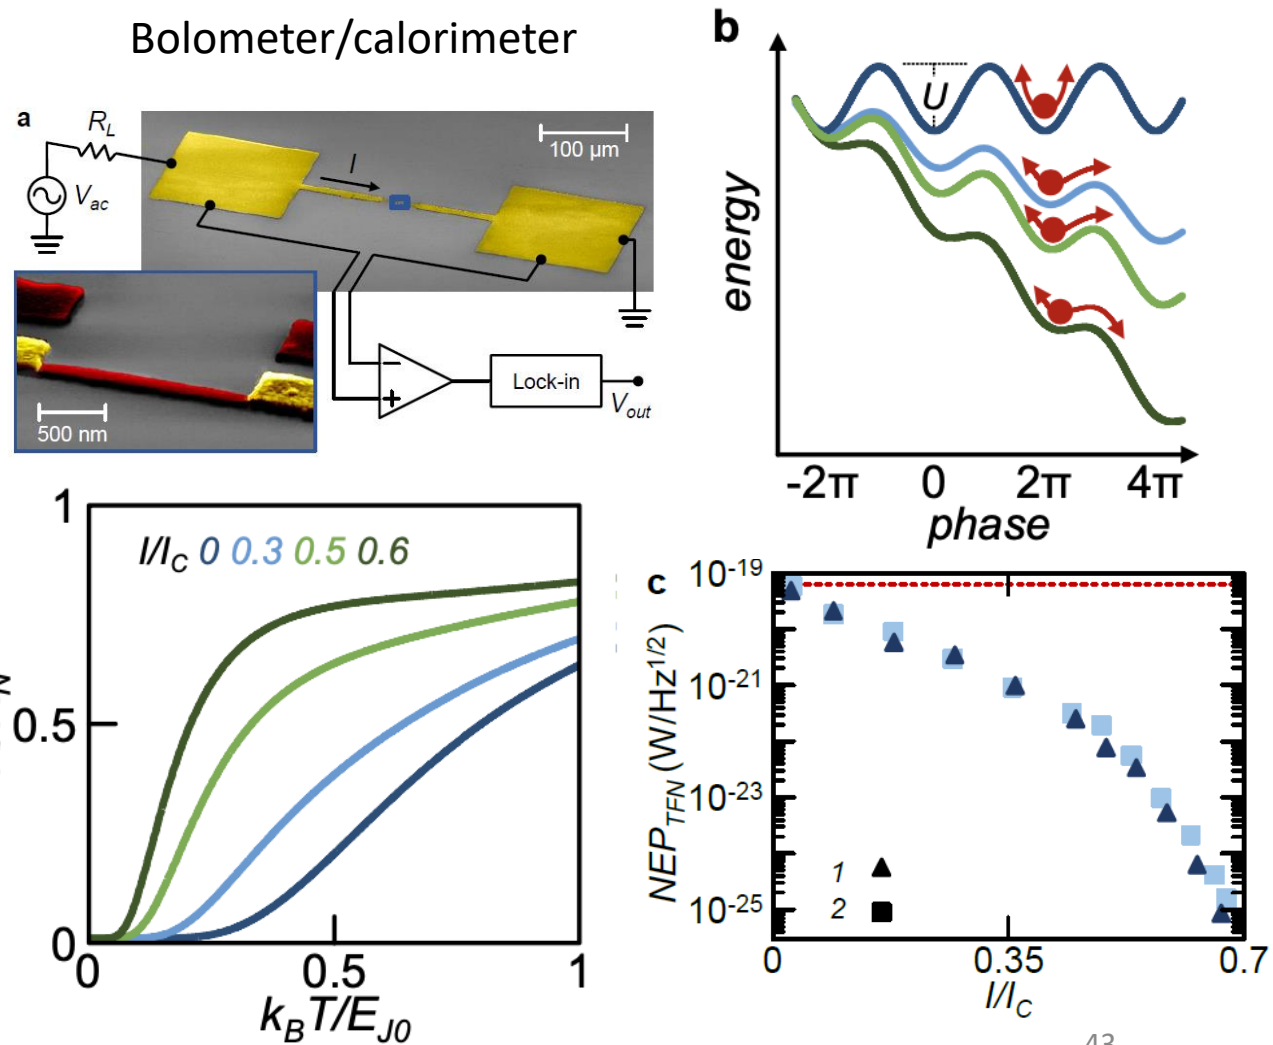 Bolometer/calorimeter
a
R_L
V_ac
I
100 µm
500 nm
Lock-in
V_out
b
U
energy
-2π 0 2π 4π
phase
1
I/I_C 0 0.3 0.5 0.6
0.5
0
0 0.5 1
k_BT/E_J0
c
10^-19
10^-21
10^-23
10^-25
NEP_TFN (W/Hz^1/2)
1
2
0 0.35 0.7
I/I_C